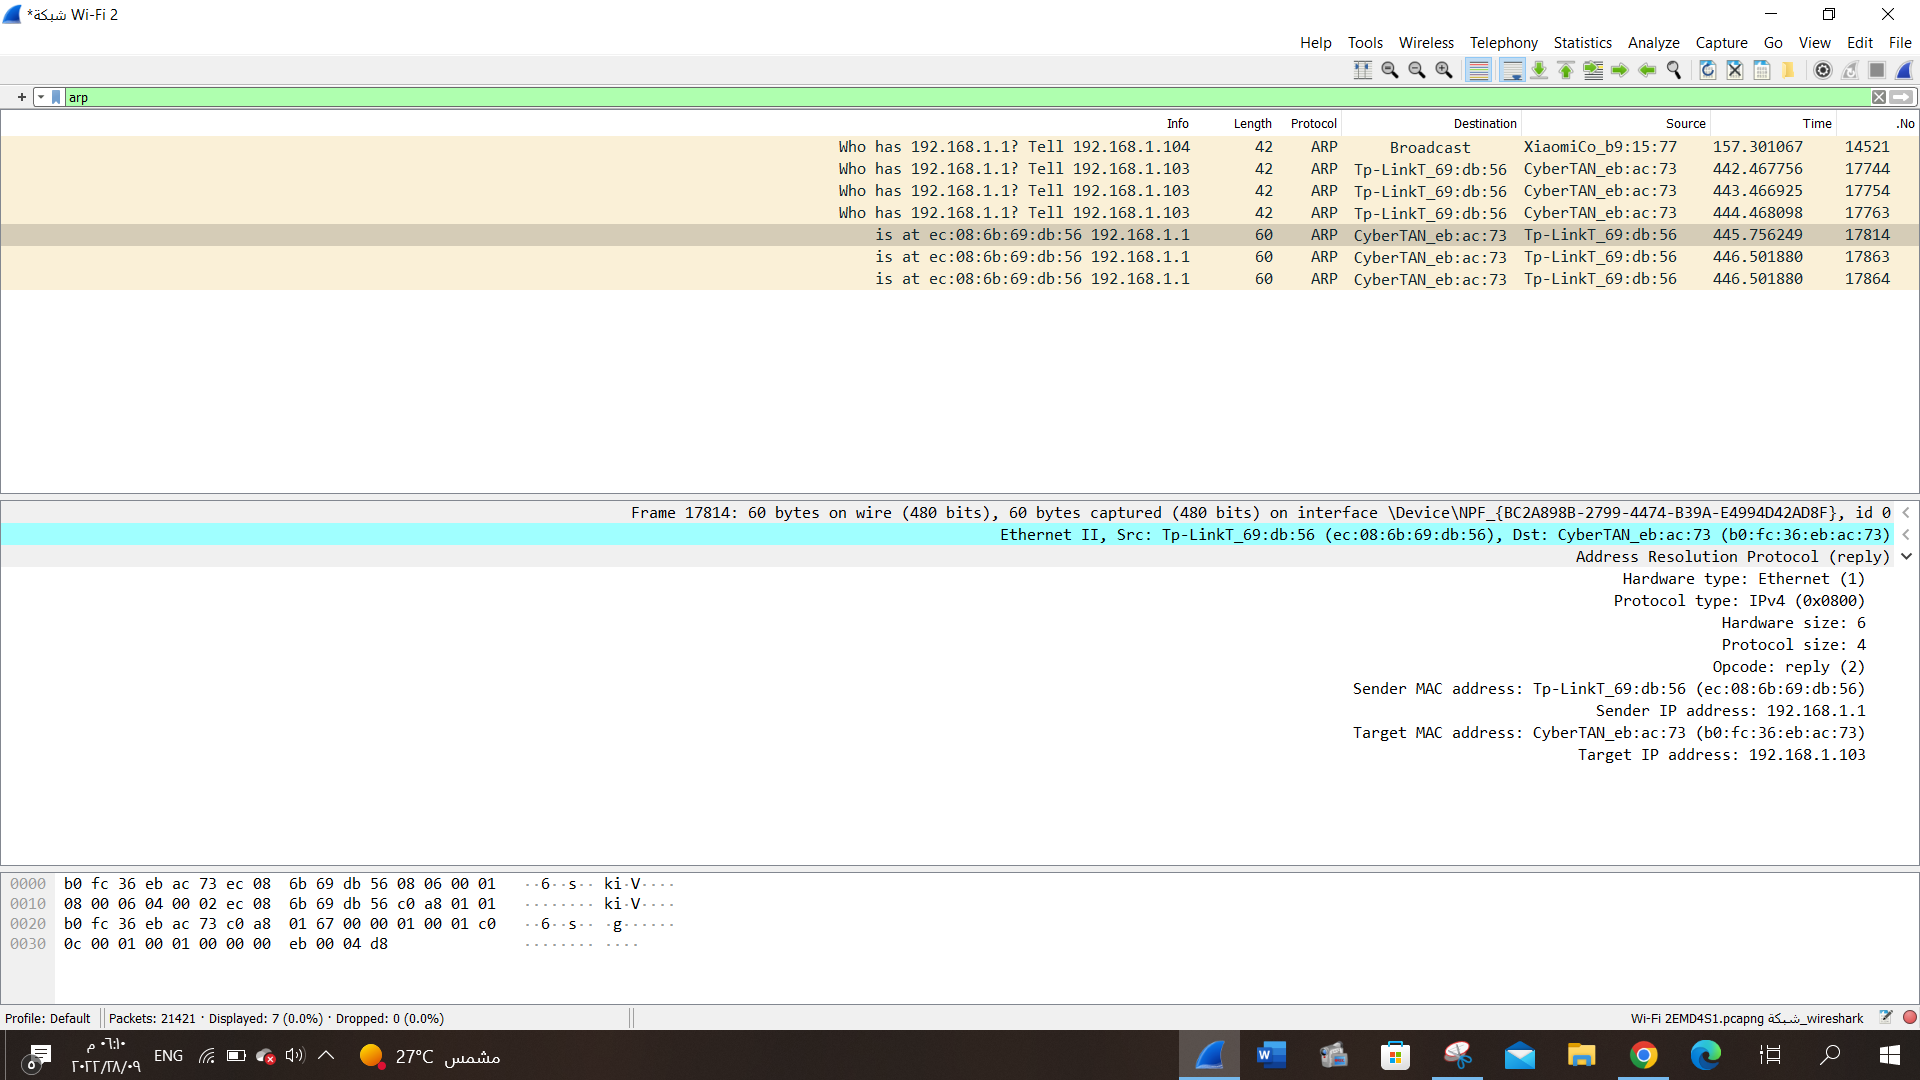 *شبكة Wi-Fi 2
Help Tools Wireless Telephony Statistics Analyze Capture Go View Edit File
+ arp
Info Length Protocol Destination Source Time .No
Who has 192.168.1.1? Tell 192.168.1.104 42 ARP Broadcast XiaomiCo_b9:15:77 157.301067 14521
Who has 192.168.1.1? Tell 192.168.1.103 42 ARP Tp-LinkT_69:db:56 CyberTAN_eb:ac:73 442.467756 17744
Who has 192.168.1.1? Tell 192.168.1.103 42 ARP Tp-LinkT_69:db:56 CyberTAN_eb:ac:73 443.466925 17754
Who has 192.168.1.1? Tell 192.168.1.103 42 ARP Tp-LinkT_69:db:56 CyberTAN_eb:ac:73 444.468098 17763
is at ec:08:6b:69:db:56 192.168.1.1 60 ARP CyberTAN_eb:ac:73 Tp-LinkT_69:db:56 445.756249 17814
is at ec:08:6b:69:db:56 192.168.1.1 60 ARP CyberTAN_eb:ac:73 Tp-LinkT_69:db:56 446.501880 17863
is at ec:08:6b:69:db:56 192.168.1.1 60 ARP CyberTAN_eb:ac:73 Tp-LinkT_69:db:56 446.501880 17864
Frame 17814: 60 bytes on wire (480 bits), 60 bytes captured (480 bits) on interface \Device\NPF_{BC2A898B-2799-4474-B39A-E4994D42AD8F}, id 0
Ethernet II, Src: Tp-LinkT_69:db:56 (ec:08:6b:69:db:56), Dst: CyberTAN_eb:ac:73 (b0:fc:36:eb:ac:73)
Address Resolution Protocol (reply)
Hardware type: Ethernet (1)
Protocol type: IPv4 (0x0800)
Hardware size: 6
Protocol size: 4
Opcode: reply (2)
Sender MAC address: Tp-LinkT_69:db:56 (ec:08:6b:69:db:56)
Sender IP address: 192.168.1.1
Target MAC address: CyberTAN_eb:ac:73 (b0:fc:36:eb:ac:73)
Target IP address: 192.168.1.103
0000 b0 fc 36 eb ac 73 ec 08 6b 69 db 56 08 06 00 01 ··6··s·· ki·V····
0010 08 00 06 04 00 02 ec 08 6b 69 db 56 c0 a8 01 01 ········ ki·V····
0020 b0 fc 36 eb ac 73 c0 a8 01 67 00 00 01 00 01 c0 ··6··s·· ·g······
0030 0c 00 01 00 01 00 00 00 eb 00 04 d8 ········ ····
Profile: Default Packets: 21421 · Displayed: 7 (0.0%) · Dropped: 0 (0.0%) Wi-Fi 2EMD4S1.pcapng شبكة_wireshark
٠٦:١٠ م
٢٠٢٢/٢٨/٠٩
ENG 27°C مشمس